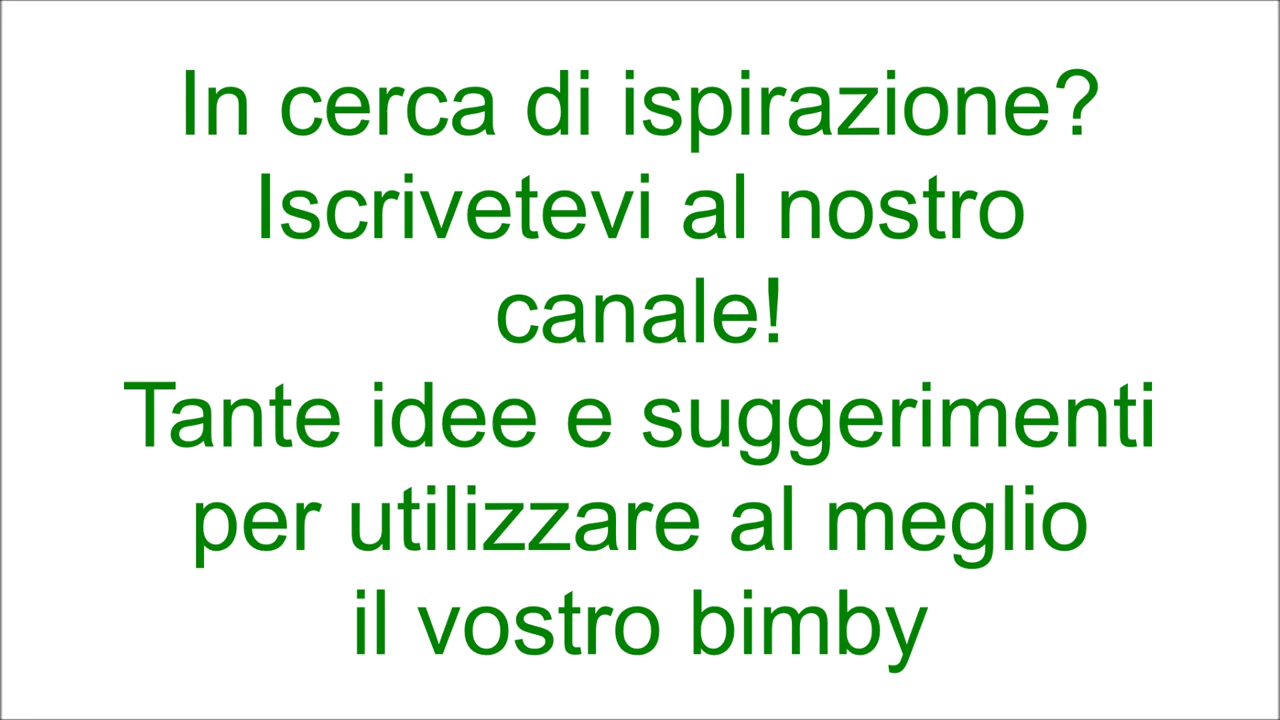 In cerca di ispirazione?
Iscrivetevi al nostro
canale!
Tante idee e suggerimenti
per utilizzare al meglio
il vostro bimby